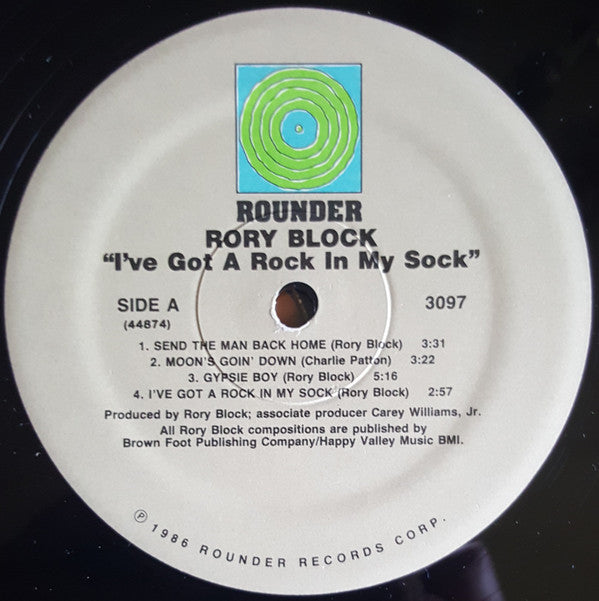 ROUNDER
RORY BLOCK
"I've Got A Rock In My Sock"
SIDE A 3097
(44874)
1. SEND THE MAN BACK HOME (Rory Block) 3:31
2. MOON'S GOIN' DOWN (Charlie Patton) 3:22
3. GYPSIE BOY (Rory Block) 5:16
4. I'VE GOT A ROCK IN MY SOCK (Rory Block) 2:57
Produced by Rory Block; associate producer Carey Williams, Jr.
All Rory Block compositions are published by
Brown Foot Publishing Company/Happy Valley Music BMI.
℗ 1986 ROUNDER RECORDS CORP.